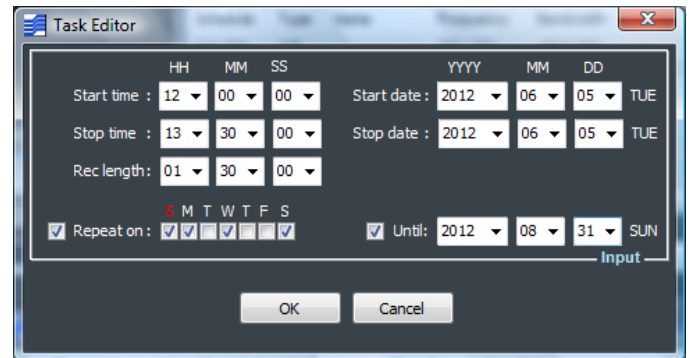 Task Editor
HH MM SS YYYY MM DD
Start time : 12 00 00 Start date : 2012 06 05 TUE
Stop time : 13 30 00 Stop date : 2012 06 05 TUE
Rec length : 01 30 00
S M T W T F S
Repeat on : Until: 2012 08 31 SUN
Input
OK Cancel